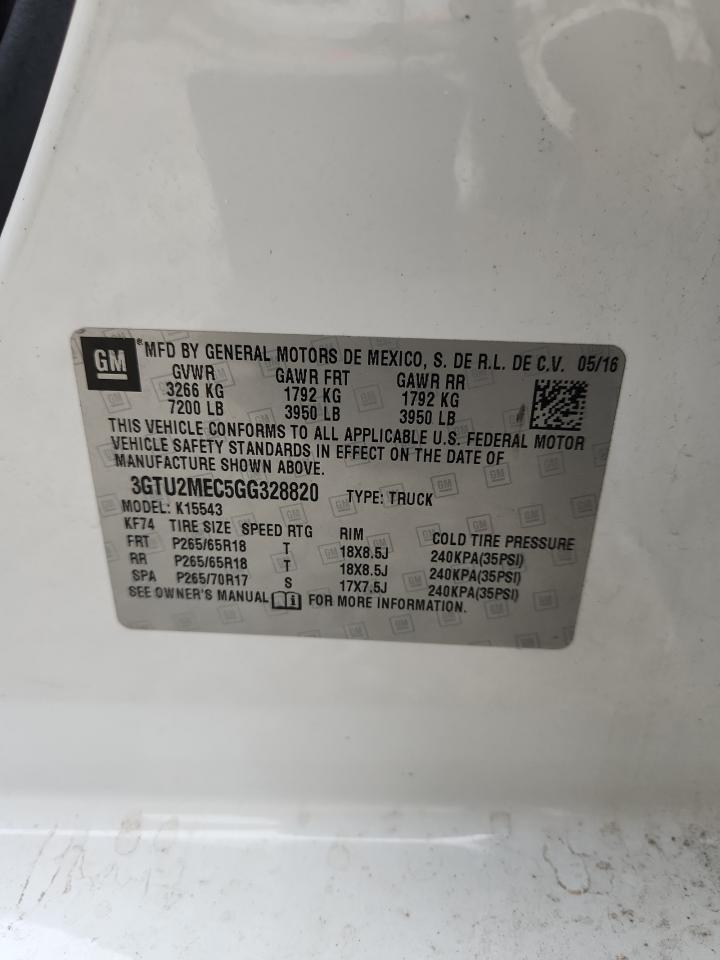 GM ® MFD BY GENERAL MOTORS DE MEXICO, S. DE R.L. DE C.V. 05/16
GVWR GAWR FRT GAWR RR
3266 KG 1792 KG 1792 KG
7200 LB 3950 LB 3950 LB
THIS VEHICLE CONFORMS TO ALL APPLICABLE U.S. FEDERAL MOTOR
VEHICLE SAFETY STANDARDS IN EFFECT ON THE DATE OF
MANUFACTURE SHOWN ABOVE.
3GTU2MEC5GG328820 TYPE: TRUCK
MODEL: K15543
KF74 TIRE SIZE SPEED RTG RIM COLD TIRE PRESSURE
FRT P265/65R18 T 18X8.5J 240KPA(35PSI)
RR P265/65R18 T 18X8.5J 240KPA(35PSI)
SPA P265/70R17 S 17X7.5J 240KPA(35PSI)
SEE OWNER'S MANUAL FOR MORE INFORMATION.